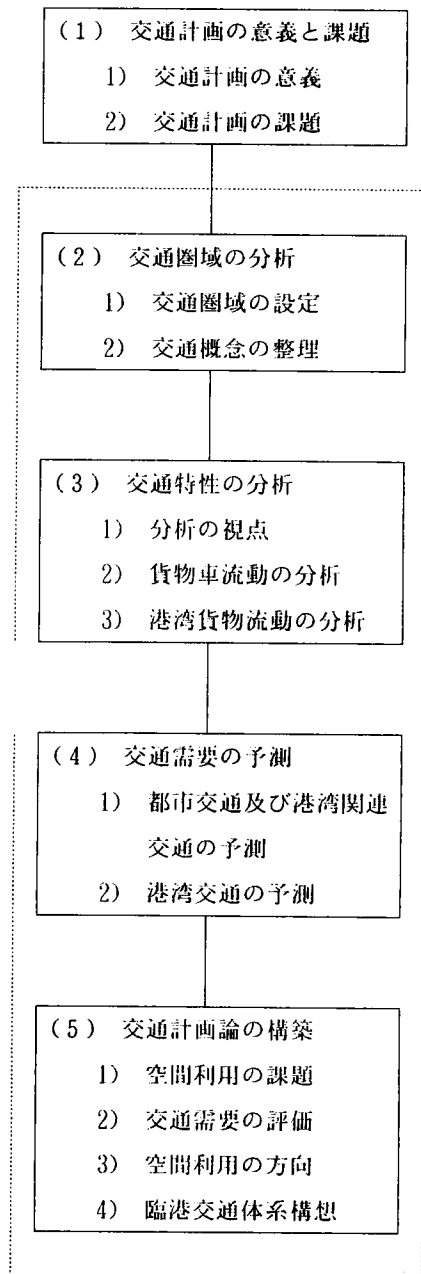 (1) 交通計画の意義と課題
1) 交通計画の意義
2) 交通計画の課題
(2) 交通圏域の分析
1) 交通圏域の設定
2) 交通概念の整理
(3) 交通特性の分析
1) 分析の視点
2) 貨物車流動の分析
3) 港湾貨物流動の分析
(4) 交通需要の予測
1) 都市交通及び港湾関連
交通の予測
2) 港湾交通の予測
(5) 交通計画論の構築
1) 空間利用の課題
2) 交通需要の評価
3) 空間利用の方向
4) 臨港交通体系構想